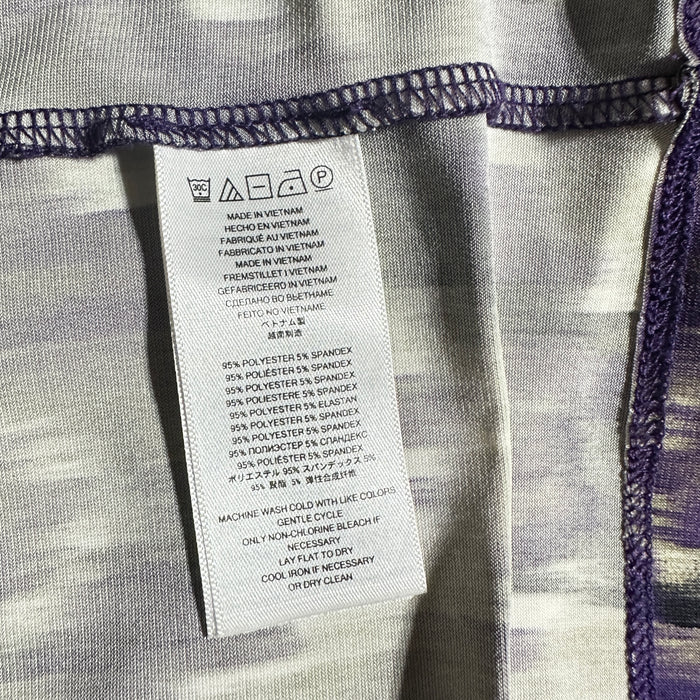 30C P
MADE IN VIETNAM
HECHO EN VIETNAM
FABRIQUÉ AU VIETNAM
FABBRICATO IN VIETNAM
MADE IN VIETNAM
FREMSTILLET I VIETNAM
GEFABRICEERD IN VIETNAM
СДЕЛАНО ВО ВЬЕТНАМЕ
FEITO NO VIETNAME
ベトナム製
越南制造
95% POLYESTER 5% SPANDEX
95% POLIÉSTER 5% SPANDEX
95% POLYESTER 5% SPANDEX
95% POLIESTERE 5% SPANDEX
95% POLYESTER 5% ELASTAN
95% POLYESTER 5% SPANDEX
95% POLYESTER 5% SPANDEX
95% ПОЛИЭСТЕР 5% СПАНДЕКС
95% POLIÉSTER 5% SPANDEX
ポリエステル 95% スパンデックス 5%
95% 聚酯 5% 弹性合成纤维
MACHINE WASH COLD WITH LIKE COLORS
GENTLE CYCLE
ONLY NON-CHLORINE BLEACH IF
NECESSARY
LAY FLAT TO DRY
COOL IRON IF NECESSARY
OR DRY CLEAN